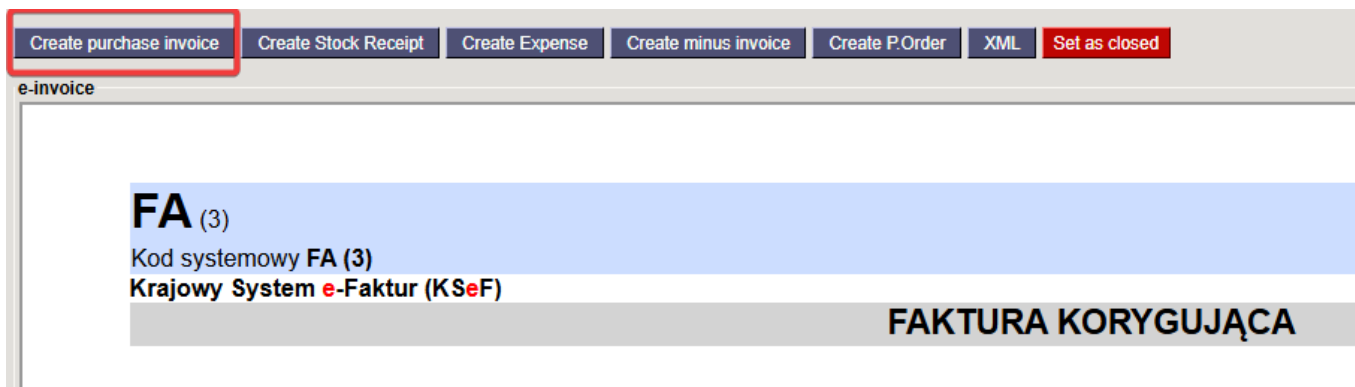 Create purchase invoice Create Stock Receipt Create Expense Create minus invoice Create P.Order XML Set as closed
e-invoice
FA (3)
Kod systemowy FA (3)
Krajowy System e-Faktur (KSeF)
FAKTURA KORYGUJĄCA